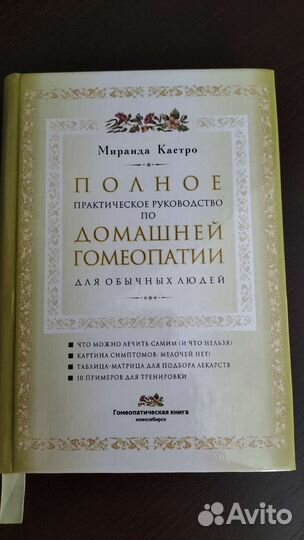 Миранда Кастро
ПОЛНОЕ
ПРАКТИЧЕСКОЕ РУКОВОДСТВО
ПО
ДОМАШНЕЙ
ГОМЕОПАТИИ
ДЛЯ ОБЫЧНЫХ ЛЮДЕЙ
■ ЧТО МОЖНО ЛЕЧИТЬ САМИМ (И ЧТО НЕЛЬЗЯ)
■ КАРТИНА СИМПТОМОВ: МЕЛОЧЕЙ НЕТ!
■ ТАБЛИЦА-МАТРИЦА ДЛЯ ПОДБОРА ЛЕКАРСТВ
■ 10 ПРИМЕРОВ ДЛЯ ТРЕНИРОВКИ
Гомеопатическая книга
новосибирск
Avito